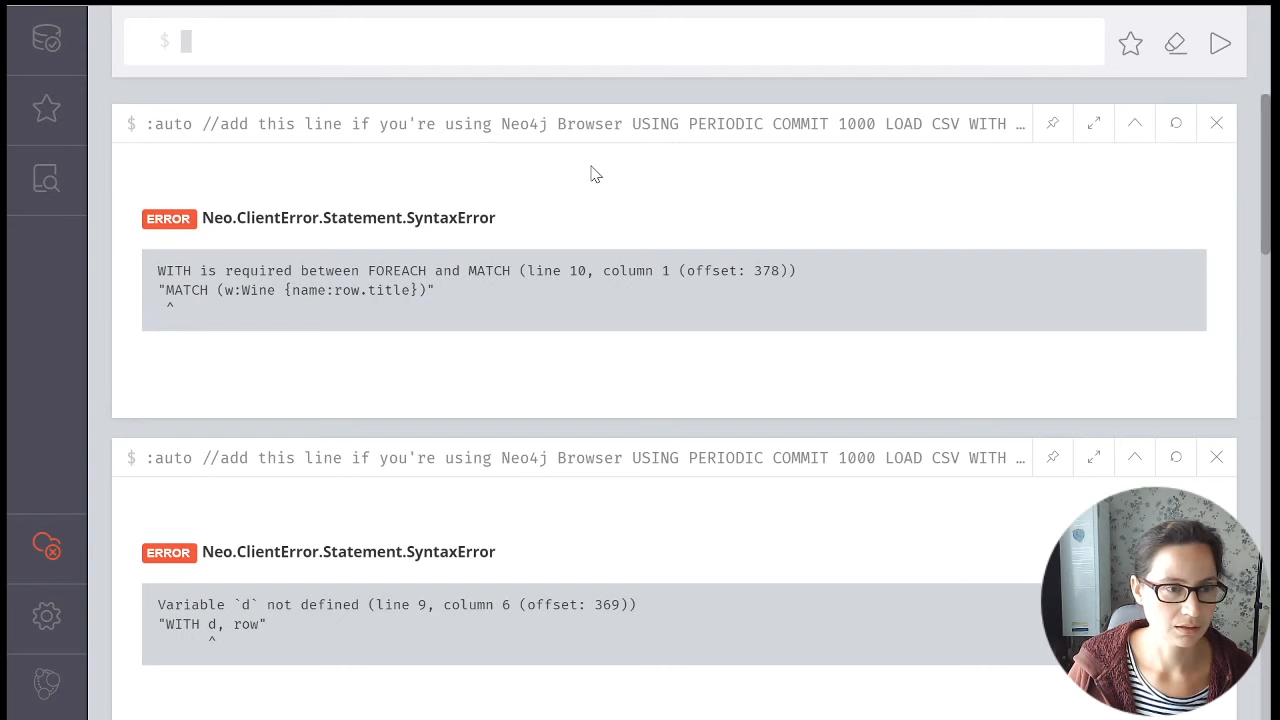 $
$ :auto //add this line if you're using Neo4j Browser USING PERIODIC COMMIT 1000 LOAD CSV WITH …
ERROR Neo.ClientError.Statement.SyntaxError
WITH is required between FOREACH and MATCH (line 10, column 1 (offset: 378))
"MATCH (w:Wine {name:row.title})"
^
$ :auto //add this line if you're using Neo4j Browser USING PERIODIC COMMIT 1000 LOAD CSV WITH …
ERROR Neo.ClientError.Statement.SyntaxError
Variable `d` not defined (line 9, column 6 (offset: 369))
"WITH d, row"
^